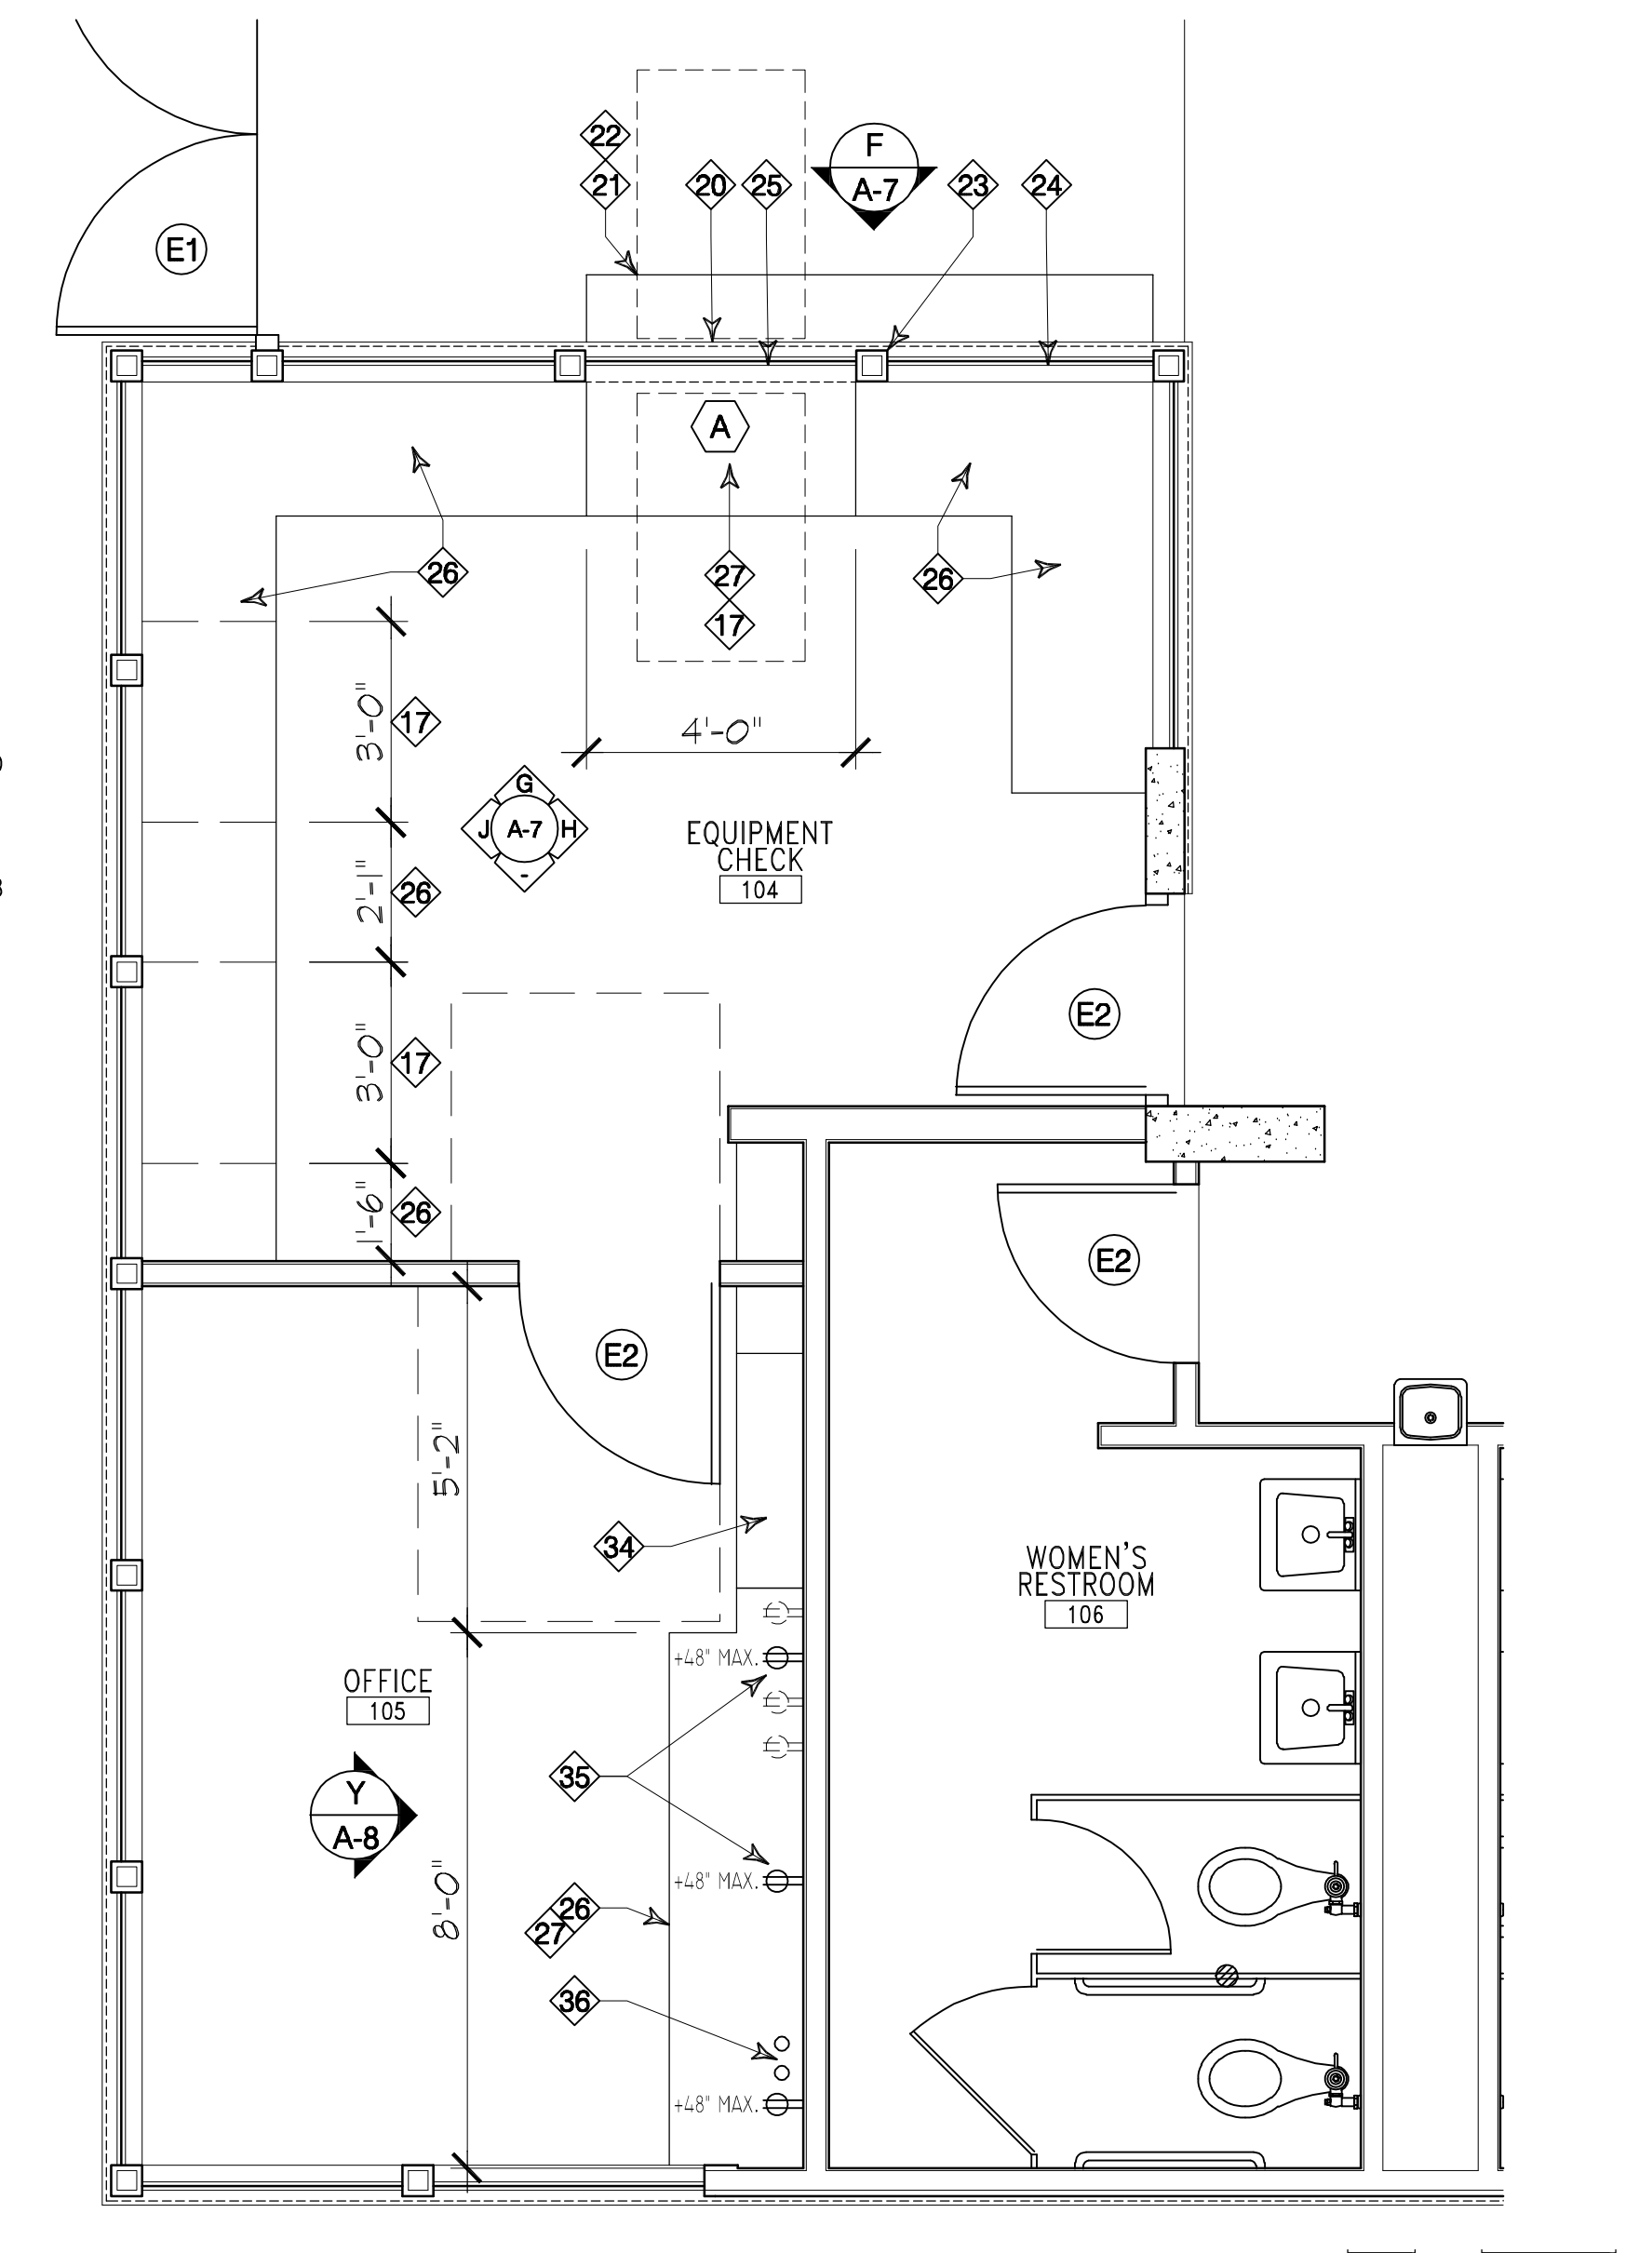 22
F
21
20
25
A-7
23
24
E1
A
26
27
26
17
3'-0"
17
4'-0"
G
J
A-7
H
-
EQUIPMENT
CHECK
104
2'-1"
26
E2
3'-0"
17
1'-6"
26
E2
E2
5'-2"
34
WOMEN'S
RESTROOM
106
+48" MAX.
OFFICE
105
35
Y
A-8
+48" MAX.
8'-0"
26
27
36
+48" MAX.